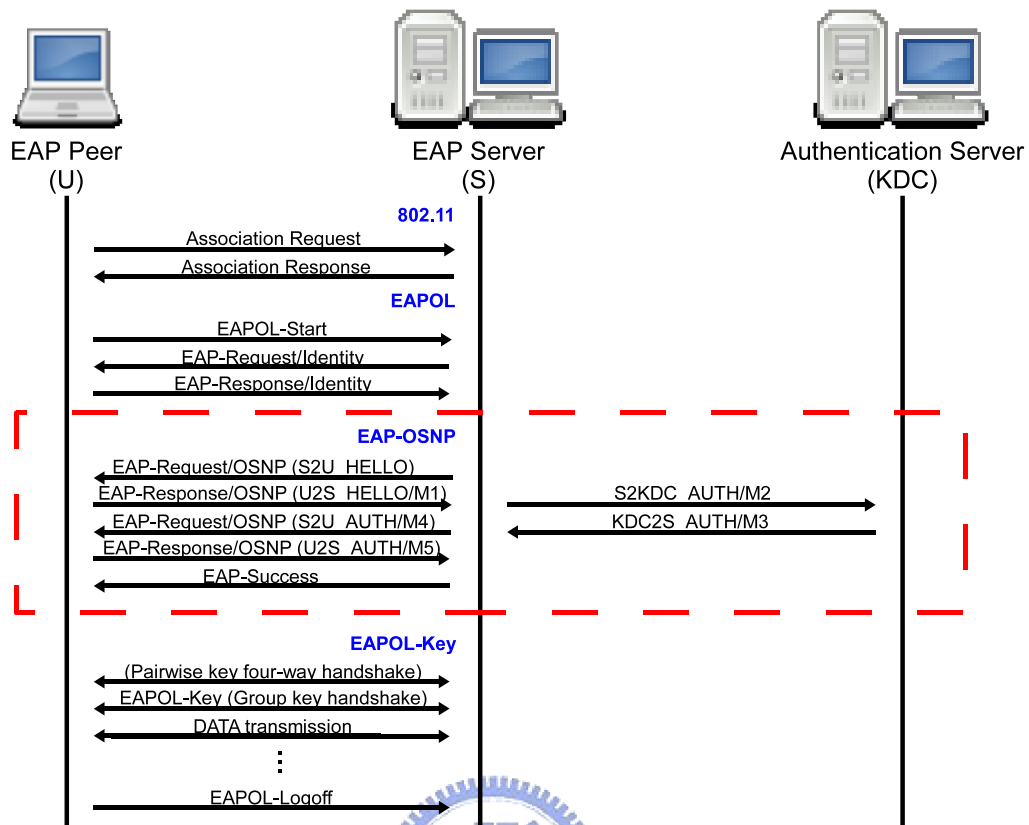 EAP Peer
(U)
EAP Server
(S)
Authentication Server
(KDC)
802.11
Association Request
Association Response
EAPOL
EAPOL-Start
EAP-Request/Identity
EAP-Response/Identity
EAP-OSNP
EAP-Request/OSNP (S2U_HELLO)
EAP-Response/OSNP (U2S_HELLO/M1)
S2KDC_AUTH/M2
EAP-Request/OSNP (S2U_AUTH/M4)
KDC2S_AUTH/M3
EAP-Response/OSNP (U2S_AUTH/M5)
EAP-Success
EAPOL-Key
(Pairwise key four-way handshake)
EAPOL-Key (Group key handshake)
DATA transmission
⋮
EAPOL-Logoff